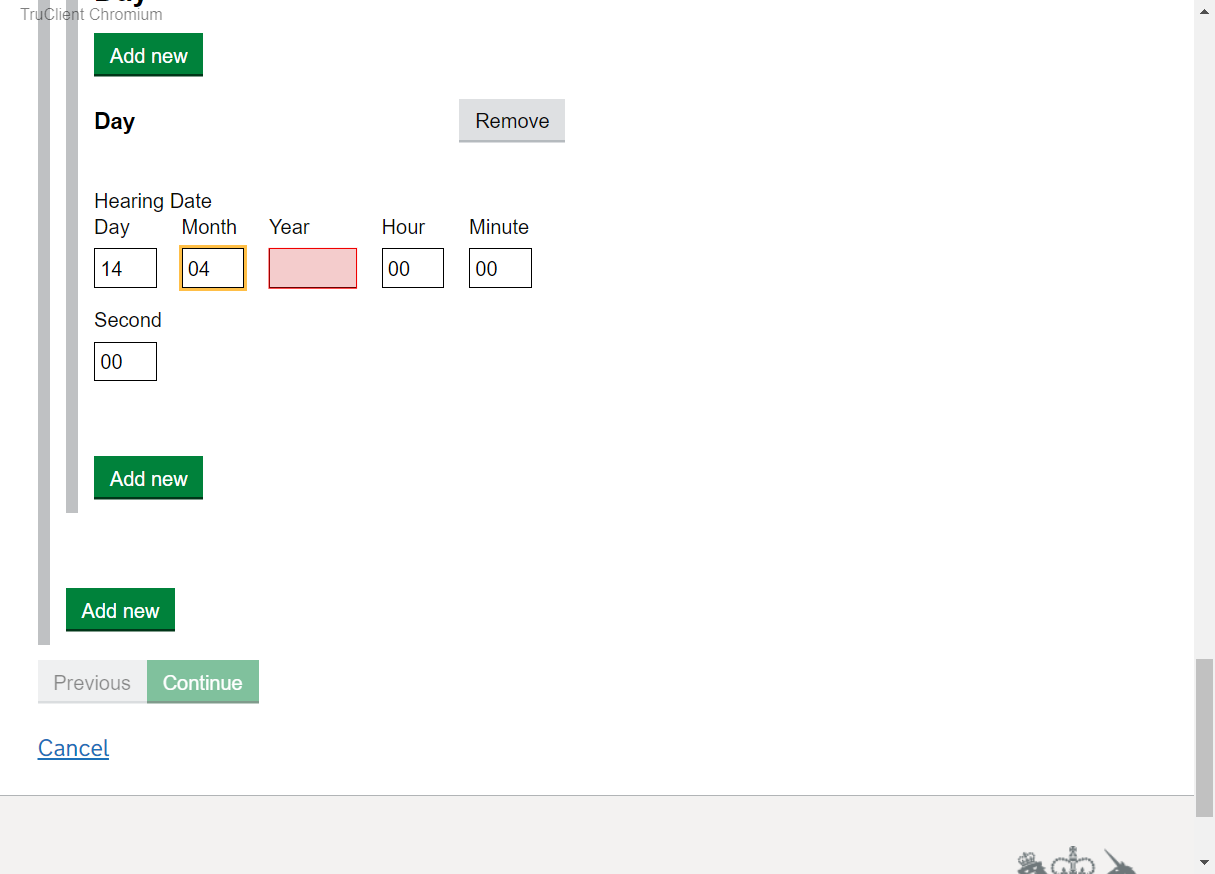 Day
TruClient Chromium
Add new
Day Remove
Hearing Date
Day Month Year Hour Minute
14 04 00 00
Second
00
Add new
Add new
Previous Continue
Cancel